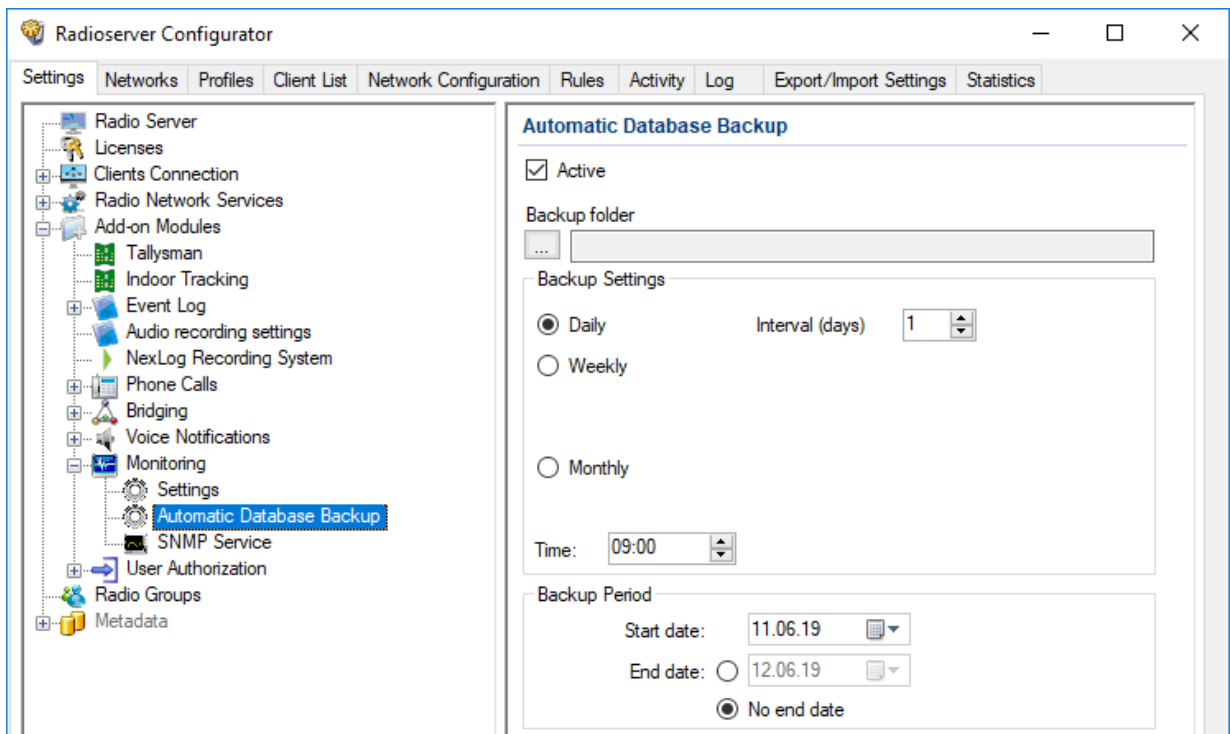 Radioserver Configurator
Settings Networks Profiles Client List Network Configuration Rules Activity Log Export/Import Settings Statistics
Radio Server
Licenses
Clients Connection
Radio Network Services
Add-on Modules
Tallysman
Indoor Tracking
Event Log
Audio recording settings
NexLog Recording System
Phone Calls
Bridging
Voice Notifications
Monitoring
Settings
Automatic Database Backup
SNMP Service
User Authorization
Radio Groups
Metadata
Automatic Database Backup
Active
Backup folder
...
Backup Settings
Daily Interval (days) 1
Weekly
Monthly
Time: 09:00
Backup Period
Start date: 11.06.19
End date: 12.06.19
No end date